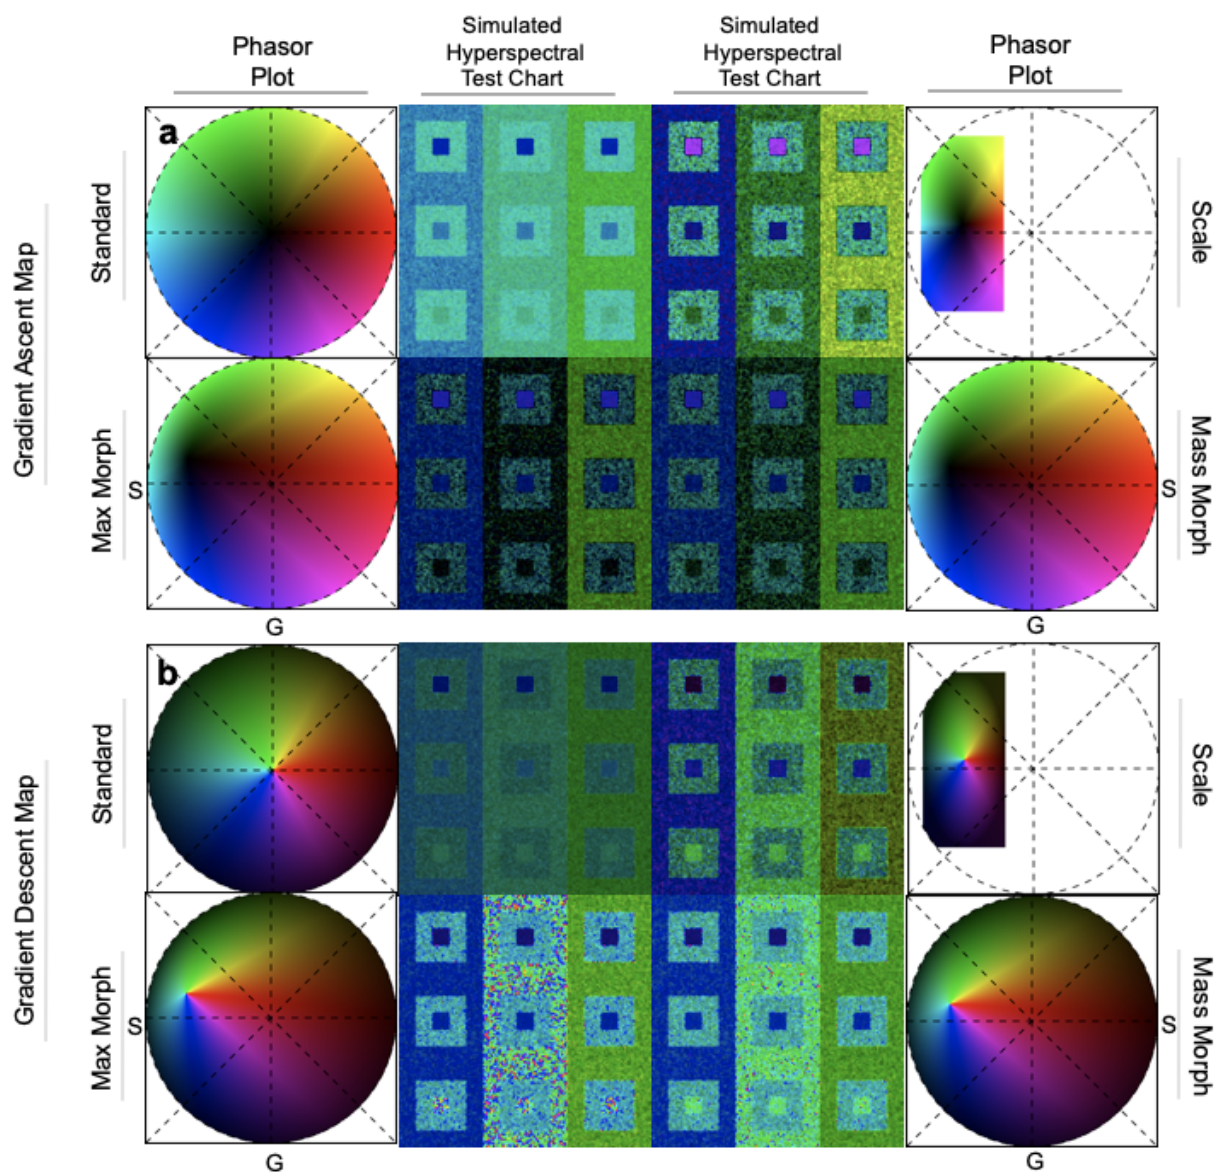 Phasor
Plot
Simulated
Hyperspectral
Test Chart
Simulated
Hyperspectral
Test Chart
Phasor
Plot
a
Gradient Ascent Map
Standard
Scale
Max Morph
S
S
Mass Morph
G
G
b
Gradient Descent Map
Standard
Scale
Max Morph
S
S
Mass Morph
G
G